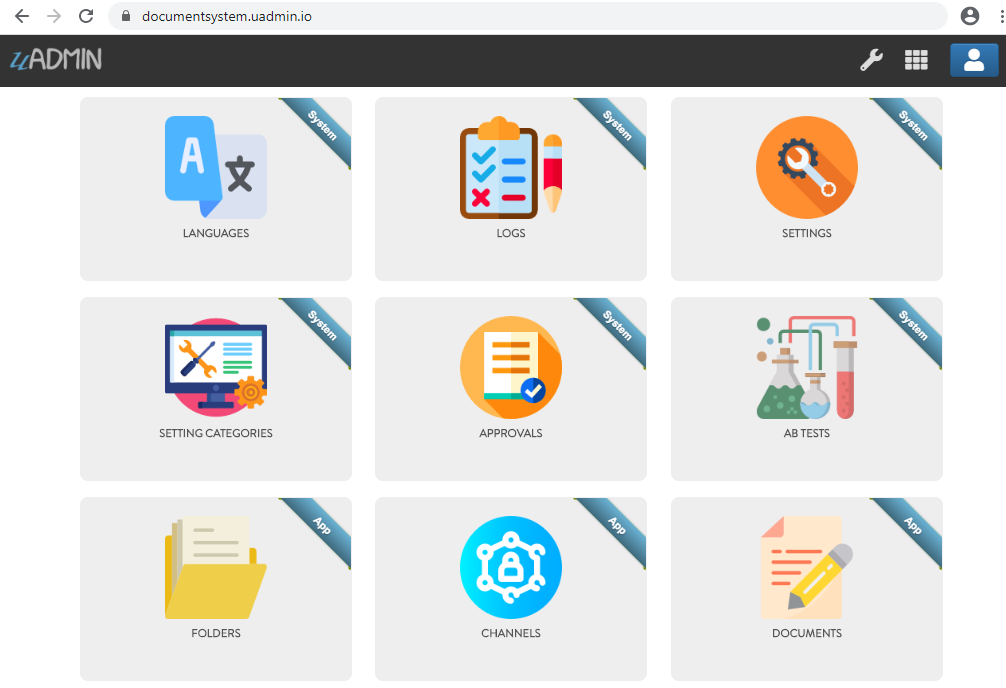 documentsystem.uadmin.io
uADMIN
System
System
System
A
文
LANGUAGES
LOGS
SETTINGS
System
System
System
SETTING CATEGORIES
APPROVALS
AB TESTS
App
App
App
FOLDERS
CHANNELS
DOCUMENTS